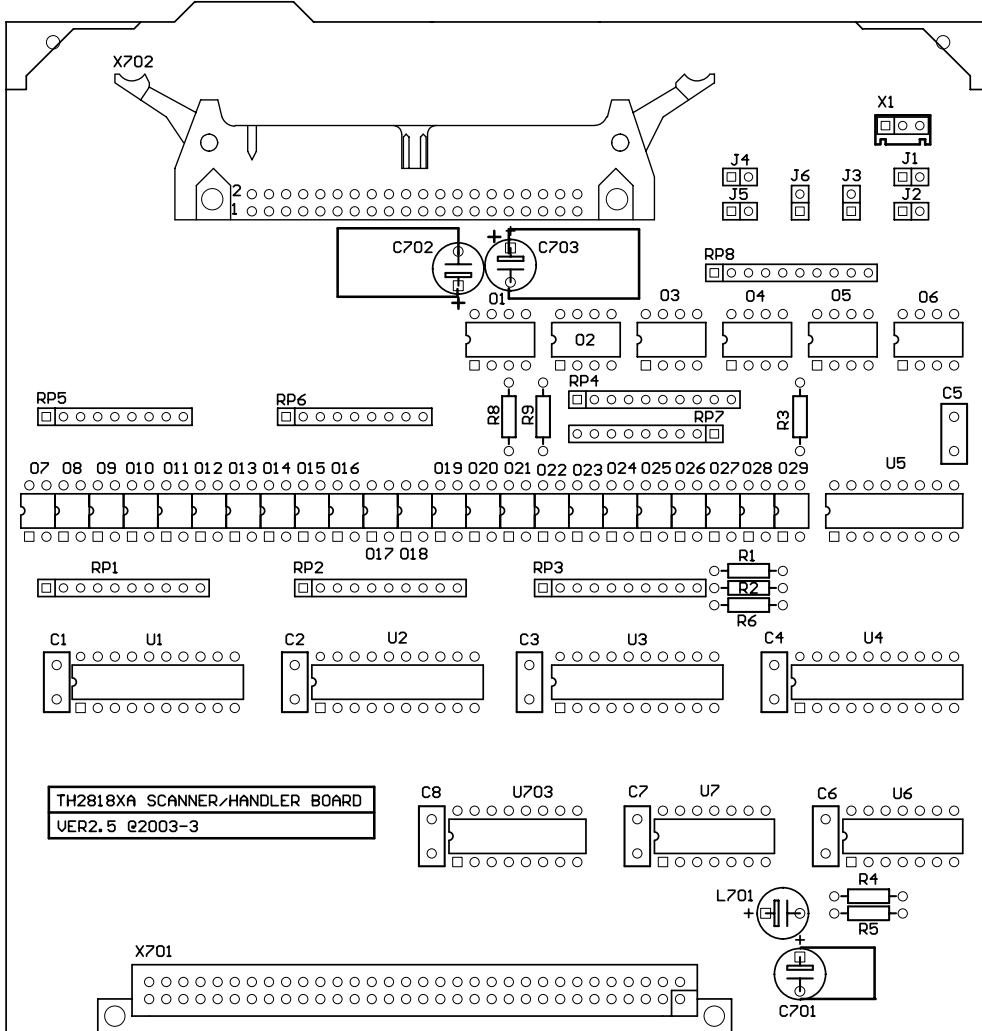 X702
X1
J4 J6 J3 J1
J5 J2
2
1
C702 + C703
RP8
+
O1 O3 O4 O5 O6
O2
RP5 RP6 R8 R9 RP4 R3 C5
RP7
O7 O8 O9 O10 O11 O12 O13 O14 O15 O16 O19 O20 O21 O22 O23 O24 O25 O26 O27 O28 O29 U5
O17 O18
RP1 RP2 RP3 R1
R2
R6
C1 U1 C2 U2 C3 U3 C4 U4
TH2818XA SCANNER/HANDLER BOARD
VER2.5 @2003-3
C8 U703 C7 U7 C6 U6
R4
L701
+
R5
+
X701
C701